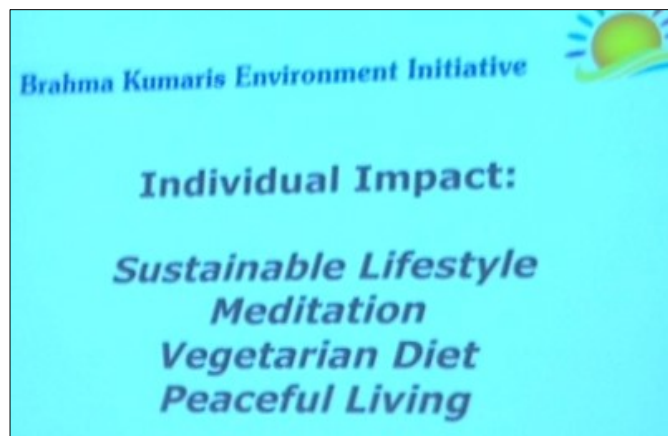 Brahma Kumaris Environment Initiative
Individual Impact:
Sustainable Lifestyle
Meditation
Vegetarian Diet
Peaceful Living